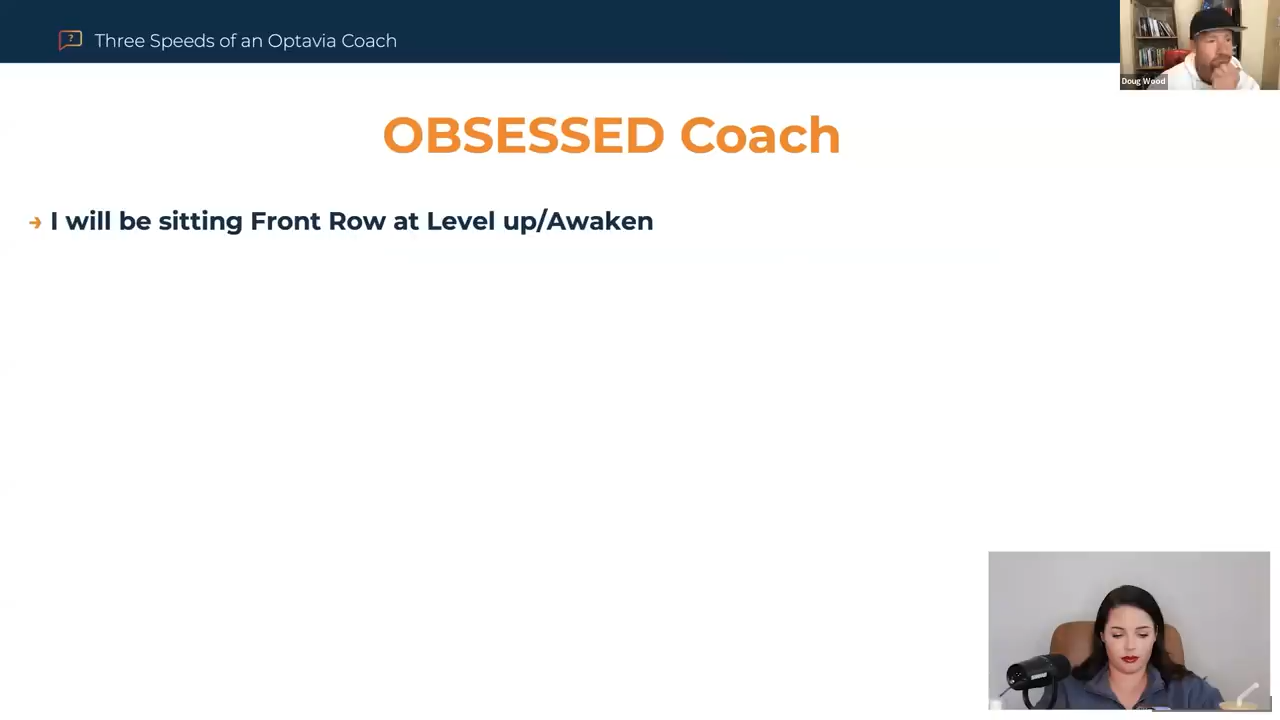 Three Speeds of an Optavia Coach
Doug Wood
OBSESSED Coach
→ I will be sitting Front Row at Level up/Awaken